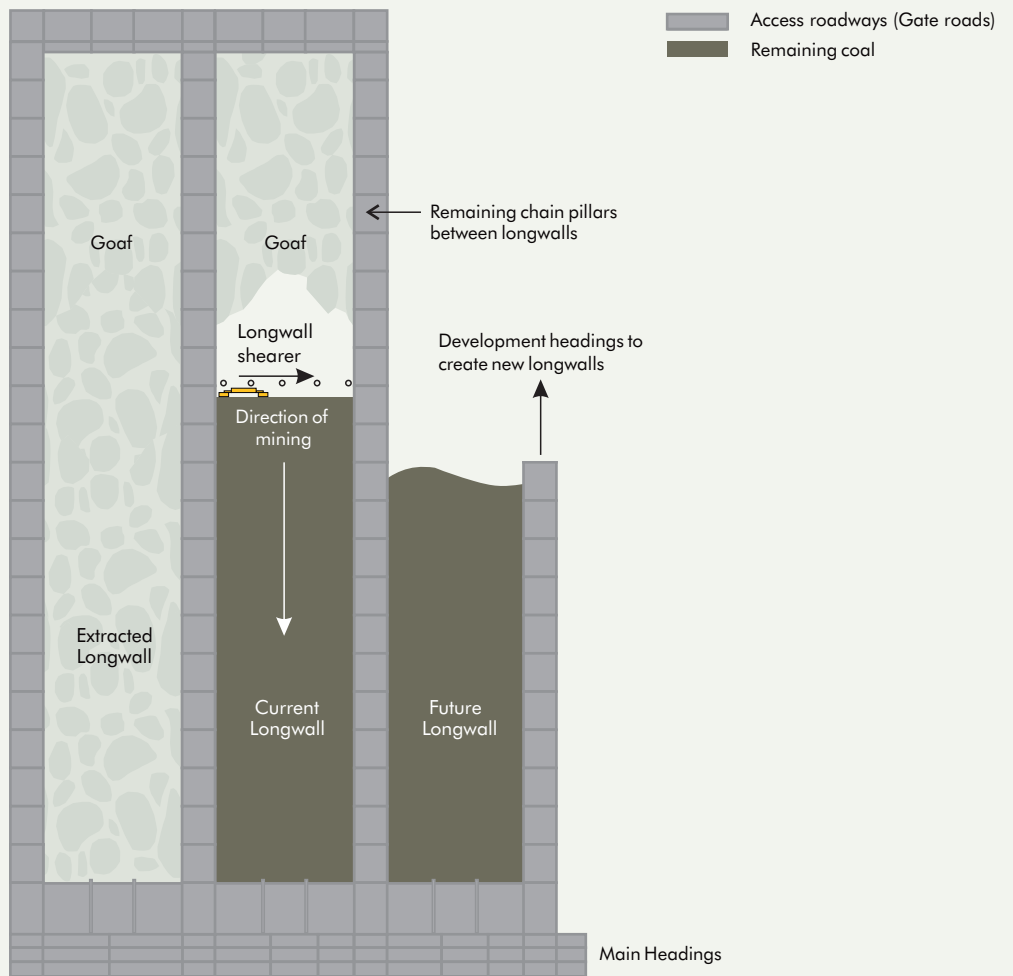 Access roadways (Gate roads)
Remaining coal
Remaining chain pillars
between longwalls
Goaf
Goaf
Longwall
shearer
Development headings to
create new longwalls
Direction of
mining
Extracted
Longwall
Current
Longwall
Future
Longwall
Main Headings